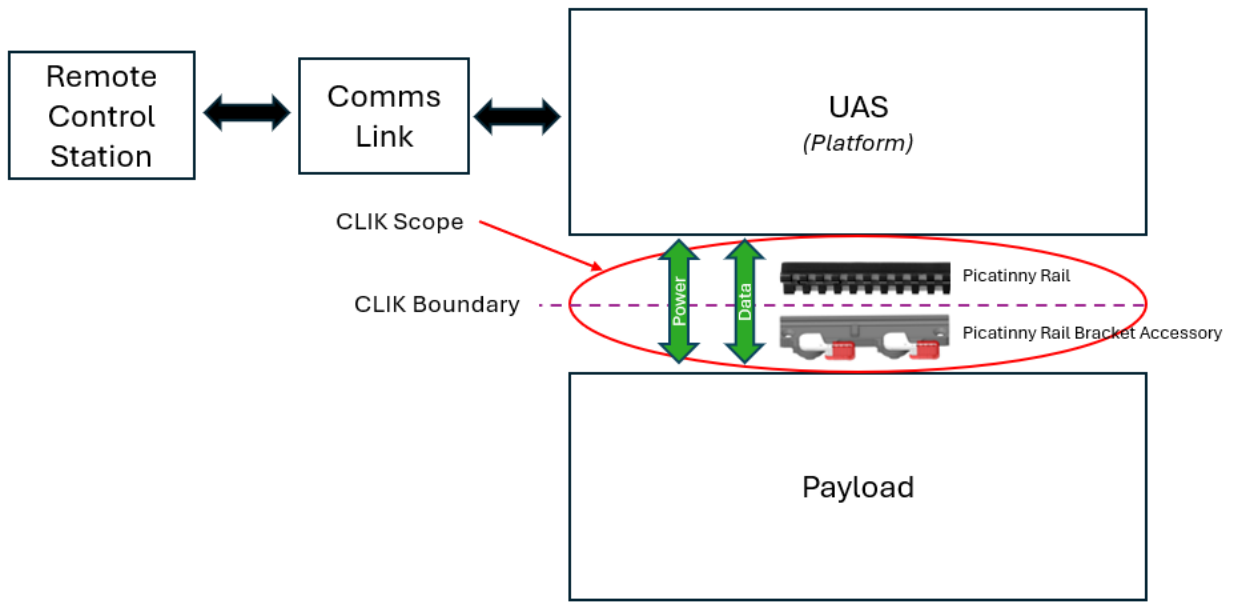 Remote
Control
Station
Comms
Link
UAS
(Platform)
CLIK Scope
CLIK Boundary
Power
Data
Picatinny Rail
Picatinny Rail Bracket Accessory
Payload